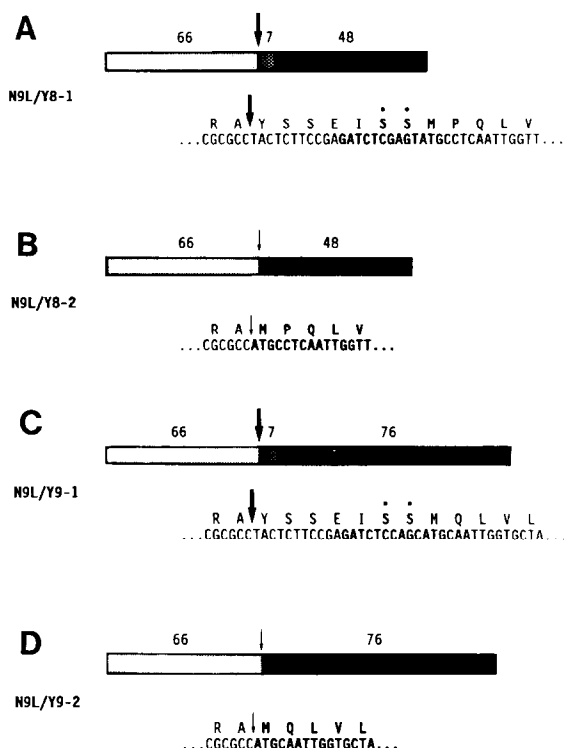 A
66 7 48
N9L/Y8-1
R A Y S S E I S S M P Q L V
...CGCGCCTACTCTTCCGAGATCTCGAGTATGCCTCAATTGGTT...
B
66 48
N9L/Y8-2
R A M P Q L V
...CGCGCCATGCCTCAATTGGTT...
C
66 7 76
N9L/Y9-1
R A Y S S E I S S M Q L V L
...CGCGCCTACTCTTCCGAGATCTCCAGCATGCAATTGGTGCTA...
D
66 76
N9L/Y9-2
R A M Q L V L
...CGCGCCATGCAATTGGTGCTA...